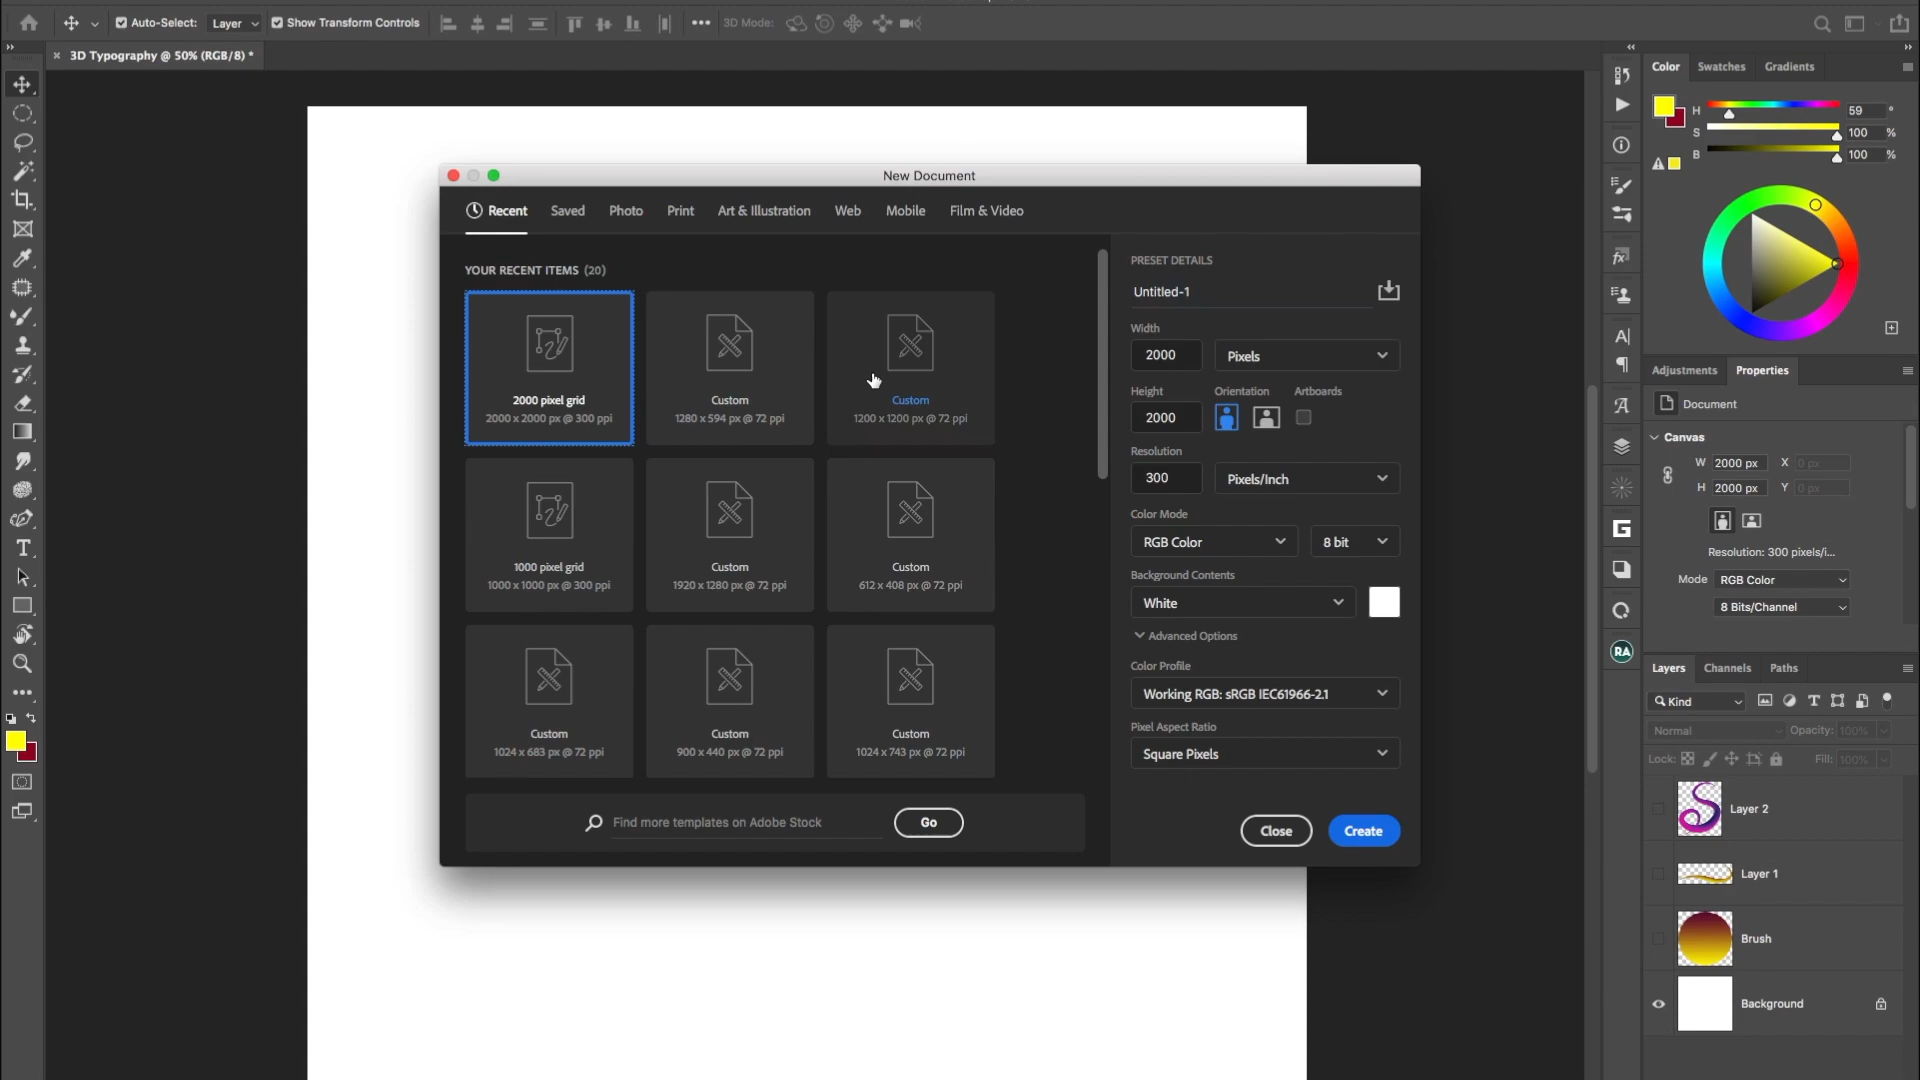 Auto-Select: Layer Show Transform Controls 3D Mode:
3D Typography @ 50% (RGB/8) *
New Document
Recent Saved Photo Print Art & Illustration Web Mobile Film & Video
YOUR RECENT ITEMS (20)
2000 pixel grid
2000 x 2000 px @ 300 ppi
Custom
1280 x 594 px @ 72 ppi
Custom
1200 x 1200 px @ 72 ppi
1000 pixel grid
1000 x 1000 px @ 300 ppi
Custom
1920 x 1280 px @ 72 ppi
Custom
612 x 408 px @ 72 ppi
Custom
1024 x 683 px @ 72 ppi
Custom
900 x 440 px @ 72 ppi
Custom
1024 x 743 px @ 72 ppi
Find more templates on Adobe Stock Go
PRESET DETAILS
Untitled-1
Width
2000 Pixels
Height Orientation Artboards
2000
Resolution
300 Pixels/Inch
Color Mode
RGB Color 8 bit
Background Contents
White
Advanced Options
Color Profile
Working RGB: sRGB IEC61966-2.1
Pixel Aspect Ratio
Square Pixels
Close Create
Color Swatches Gradients
H 59 °
S 100 %
B 100 %
Adjustments Properties
Document
Canvas
W 2000 px X 0 px
H 2000 px Y 0 px
Resolution: 300 pixels/i...
Mode RGB Color
8 Bits/Channel
Layers Channels Paths
Kind
Normal Opacity: 100%
Lock: Fill: 100%
Layer 2
Layer 1
Brush
Background
RA